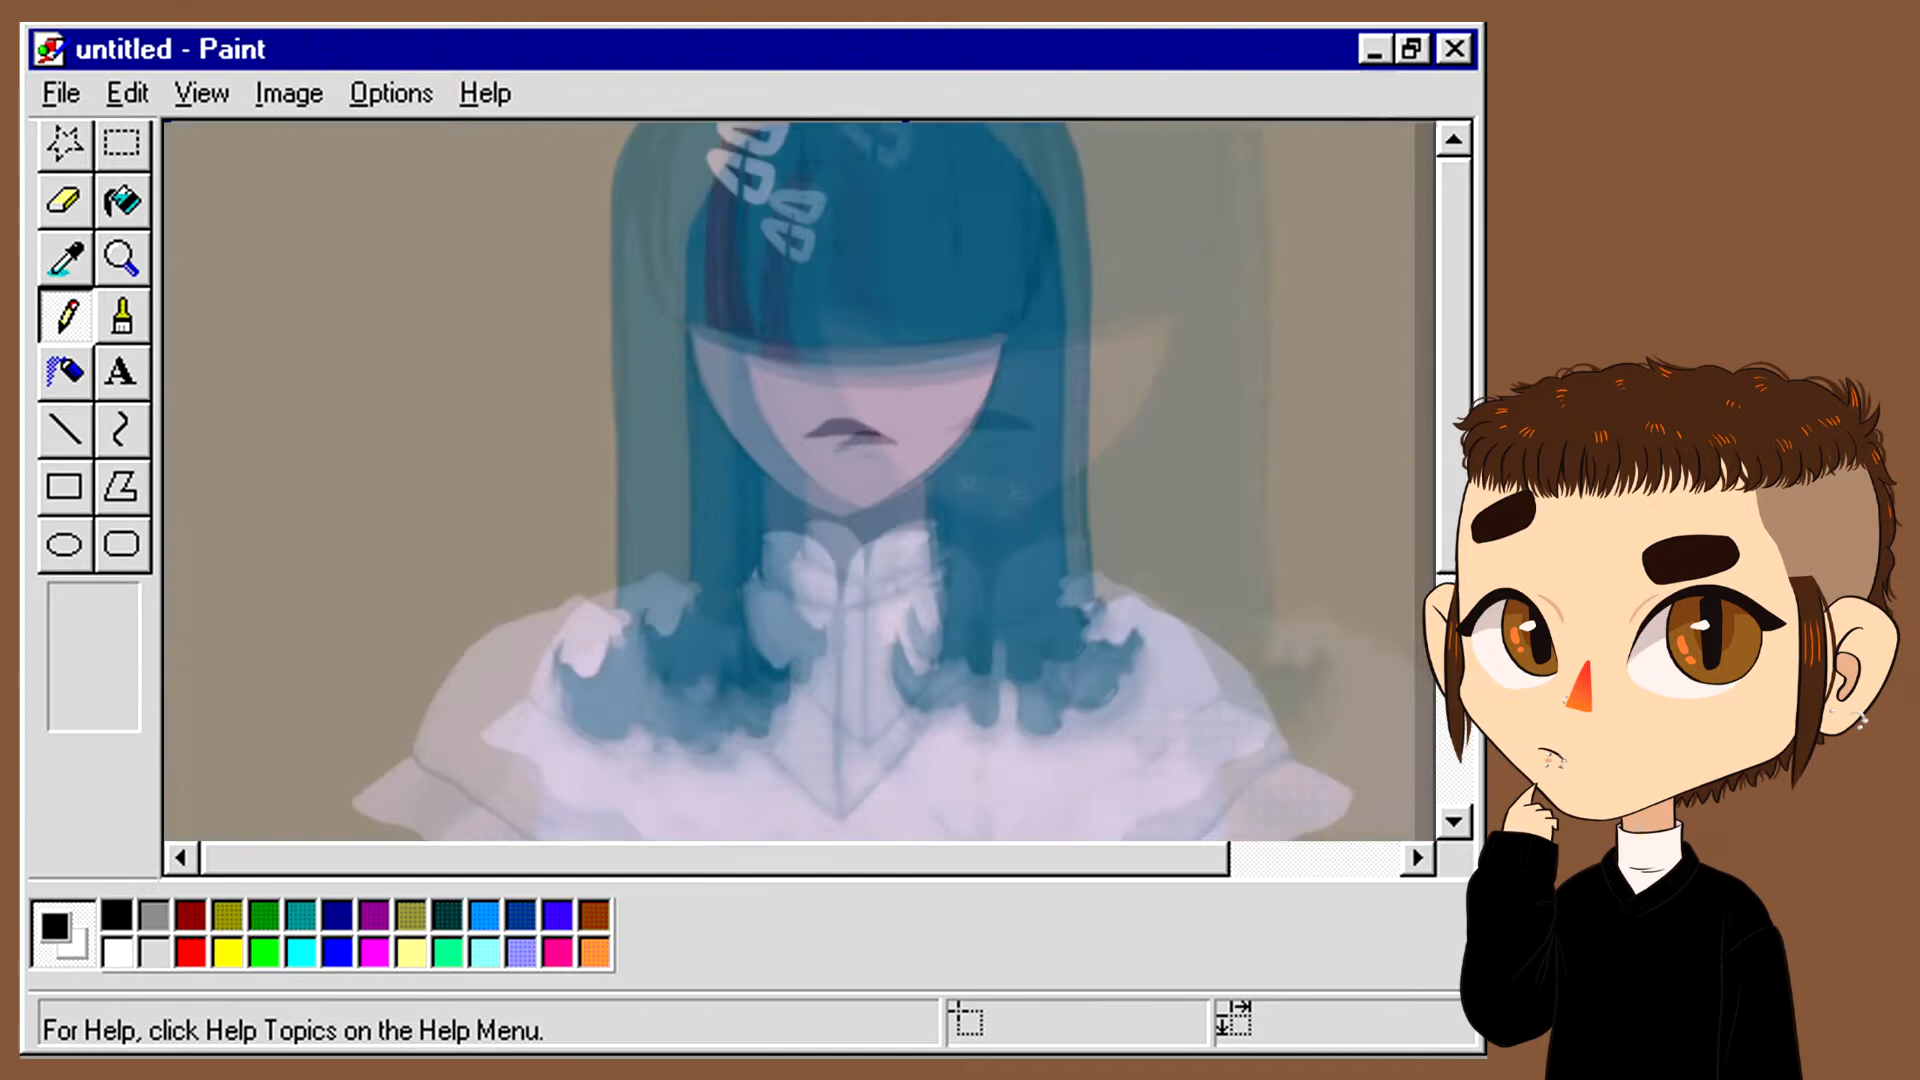 untitled - Paint
File Edit View Image Options Help
A
For Help, click Help Topics on the Help Menu.